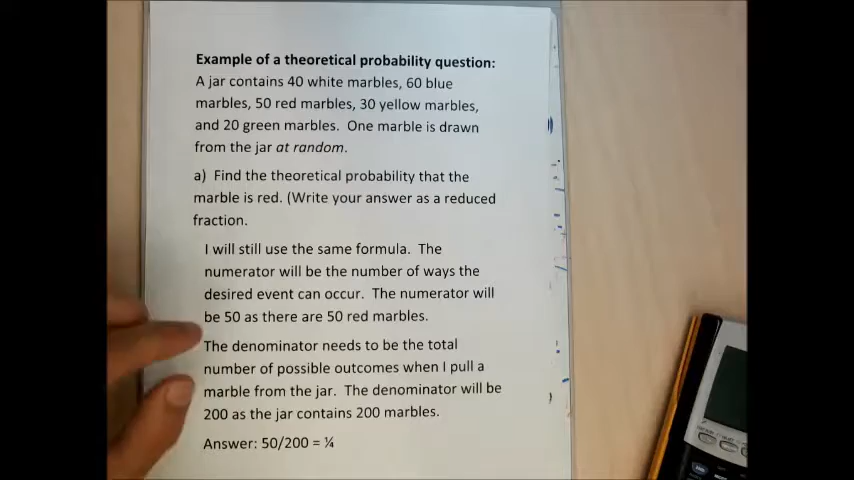 Example of a theoretical probability question:
A jar contains 40 white marbles, 60 blue
marbles, 50 red marbles, 30 yellow marbles,
and 20 green marbles.  One marble is drawn
from the jar at random.
a)  Find the theoretical probability that the
marble is red. (Write your answer as a reduced
fraction.
I will still use the same formula.  The
numerator will be the number of ways the
desired event can occur.  The numerator will
be 50 as there are 50 red marbles.
The denominator needs to be the total
number of possible outcomes when I pull a
marble from the jar.  The denominator will be
200 as the jar contains 200 marbles.
Answer: 50/200 = ¼